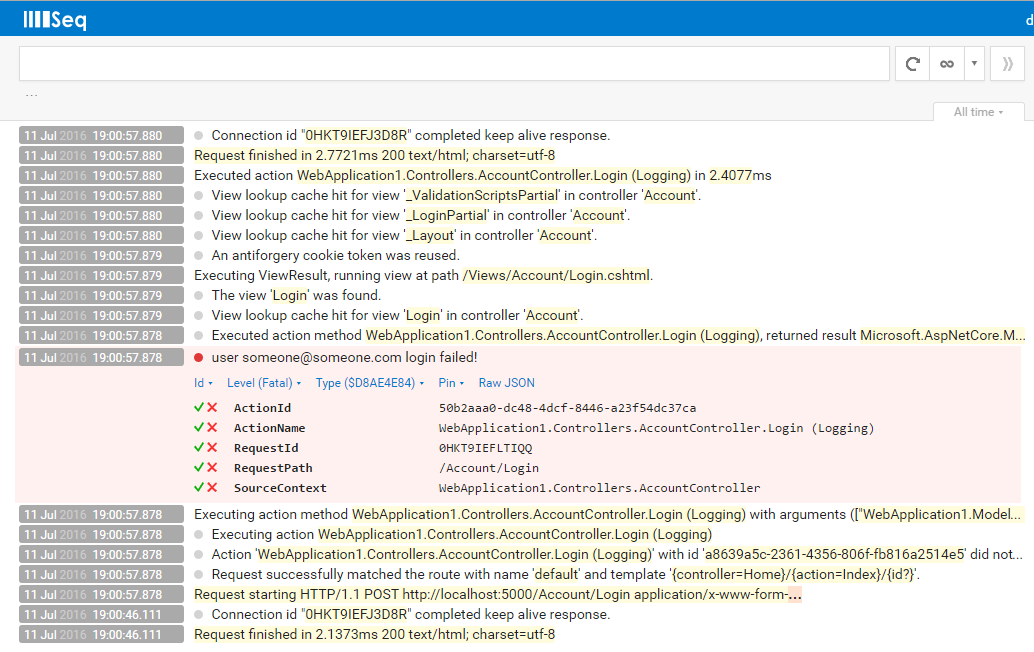 Seq
d
...
All time
11 Jul 2016 19:00:57.880 Connection id "0HKT9IEFJ3D8R" completed keep alive response.
11 Jul 2016 19:00:57.880 Request finished in 2.7721ms 200 text/html; charset=utf-8
11 Jul 2016 19:00:57.880 Executed action WebApplication1.Controllers.AccountController.Login (Logging) in 2.4077ms
11 Jul 2016 19:00:57.880 View lookup cache hit for view '_ValidationScriptsPartial' in controller 'Account'.
11 Jul 2016 19:00:57.880 View lookup cache hit for view '_LoginPartial' in controller 'Account'.
11 Jul 2016 19:00:57.880 View lookup cache hit for view '_Layout' in controller 'Account'.
11 Jul 2016 19:00:57.879 An antiforgery cookie token was reused.
11 Jul 2016 19:00:57.879 Executing ViewResult, running view at path /Views/Account/Login.cshtml.
11 Jul 2016 19:00:57.879 The view 'Login' was found.
11 Jul 2016 19:00:57.879 View lookup cache hit for view 'Login' in controller 'Account'.
11 Jul 2016 19:00:57.878 Executed action method WebApplication1.Controllers.AccountController.Login (Logging), returned result Microsoft.AspNetCore.M...
11 Jul 2016 19:00:57.878 user someone@someone.com login failed!
Id Level (Fatal) Type ($D8AE4E84) Pin Raw JSON
ActionId 50b2aaa0-dc48-4dcf-8446-a23f54dc37ca
ActionName WebApplication1.Controllers.AccountController.Login (Logging)
RequestId 0HKT9IEFLTIQQ
RequestPath /Account/Login
SourceContext WebApplication1.Controllers.AccountController
11 Jul 2016 19:00:57.878 Executing action method WebApplication1.Controllers.AccountController.Login (Logging) with arguments (["WebApplication1.Model...
11 Jul 2016 19:00:57.878 Executing action WebApplication1.Controllers.AccountController.Login (Logging)
11 Jul 2016 19:00:57.878 Action 'WebApplication1.Controllers.AccountController.Login (Logging)' with id 'a8639a5c-2361-4356-806f-fb816a2514e5' did not...
11 Jul 2016 19:00:57.878 Request successfully matched the route with name 'default' and template '{controller=Home}/{action=Index}/{id?}'.
11 Jul 2016 19:00:57.878 Request starting HTTP/1.1 POST http://localhost:5000/Account/Login application/x-www-form-...
11 Jul 2016 19:00:46.111 Connection id "0HKT9IEFJ3D8R" completed keep alive response.
11 Jul 2016 19:00:46.111 Request finished in 2.1373ms 200 text/html; charset=utf-8